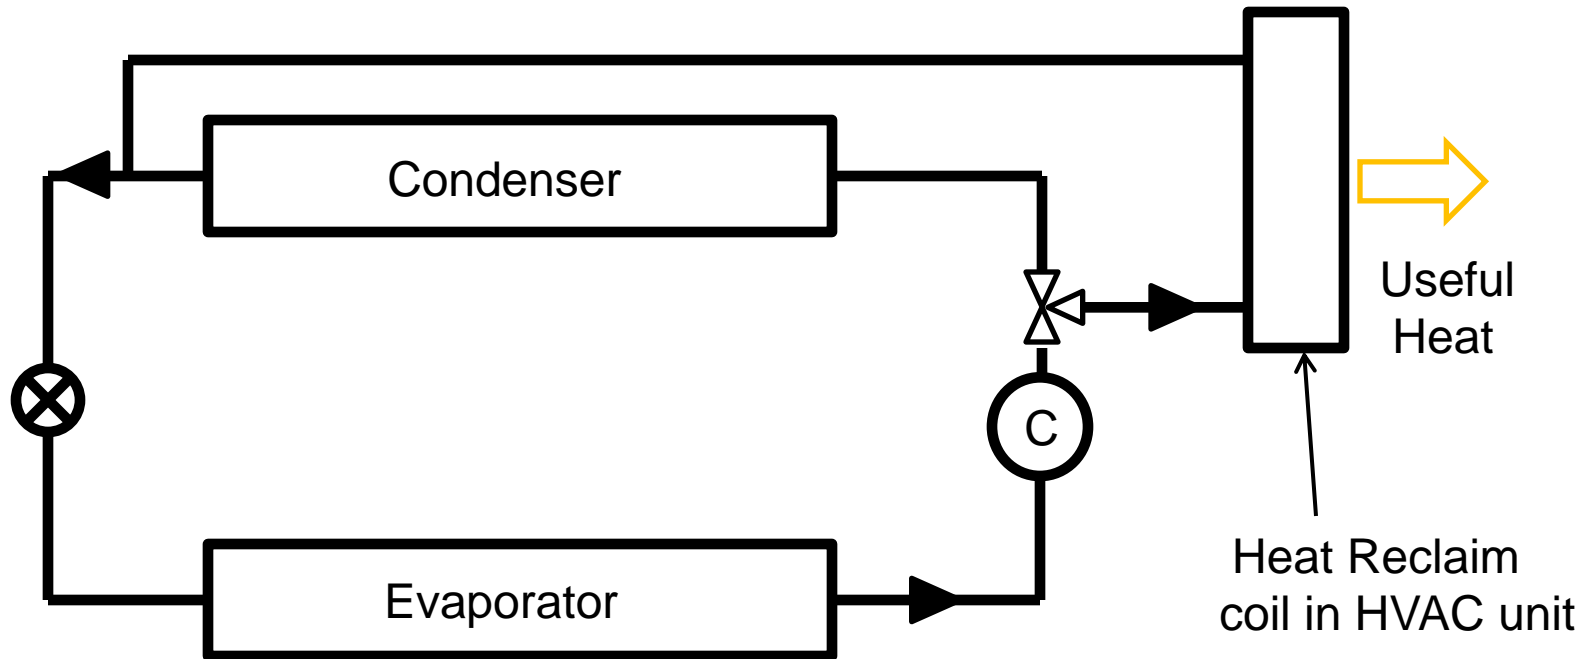 Condenser
Useful
Heat
C
Heat Reclaim
coil in HVAC unit
Evaporator